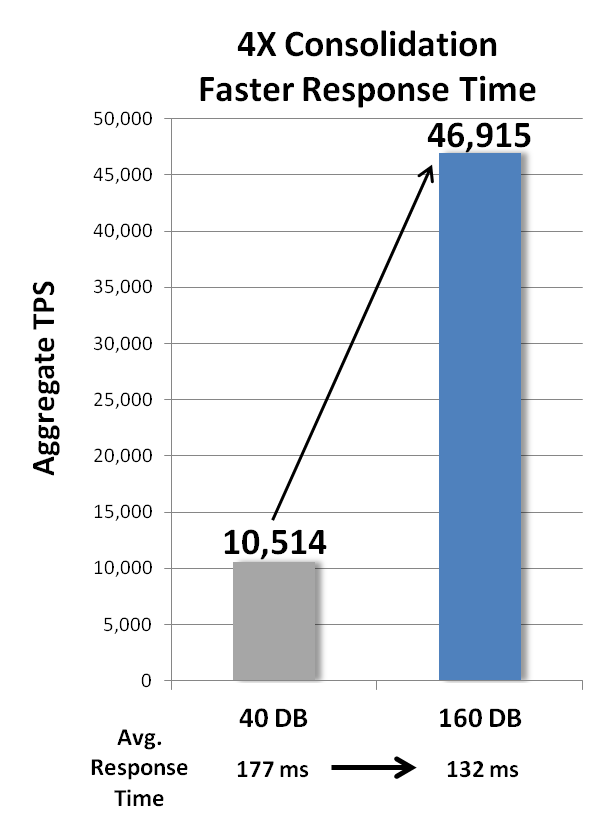 4X Consolidation
Faster Response Time
50,000
46,915
45,000
40,000
35,000
30,000
25,000
20,000
15,000
10,514
10,000
5,000
0
Aggregate TPS
40 DB
160 DB
Avg.
Response
Time
177 ms
132 ms